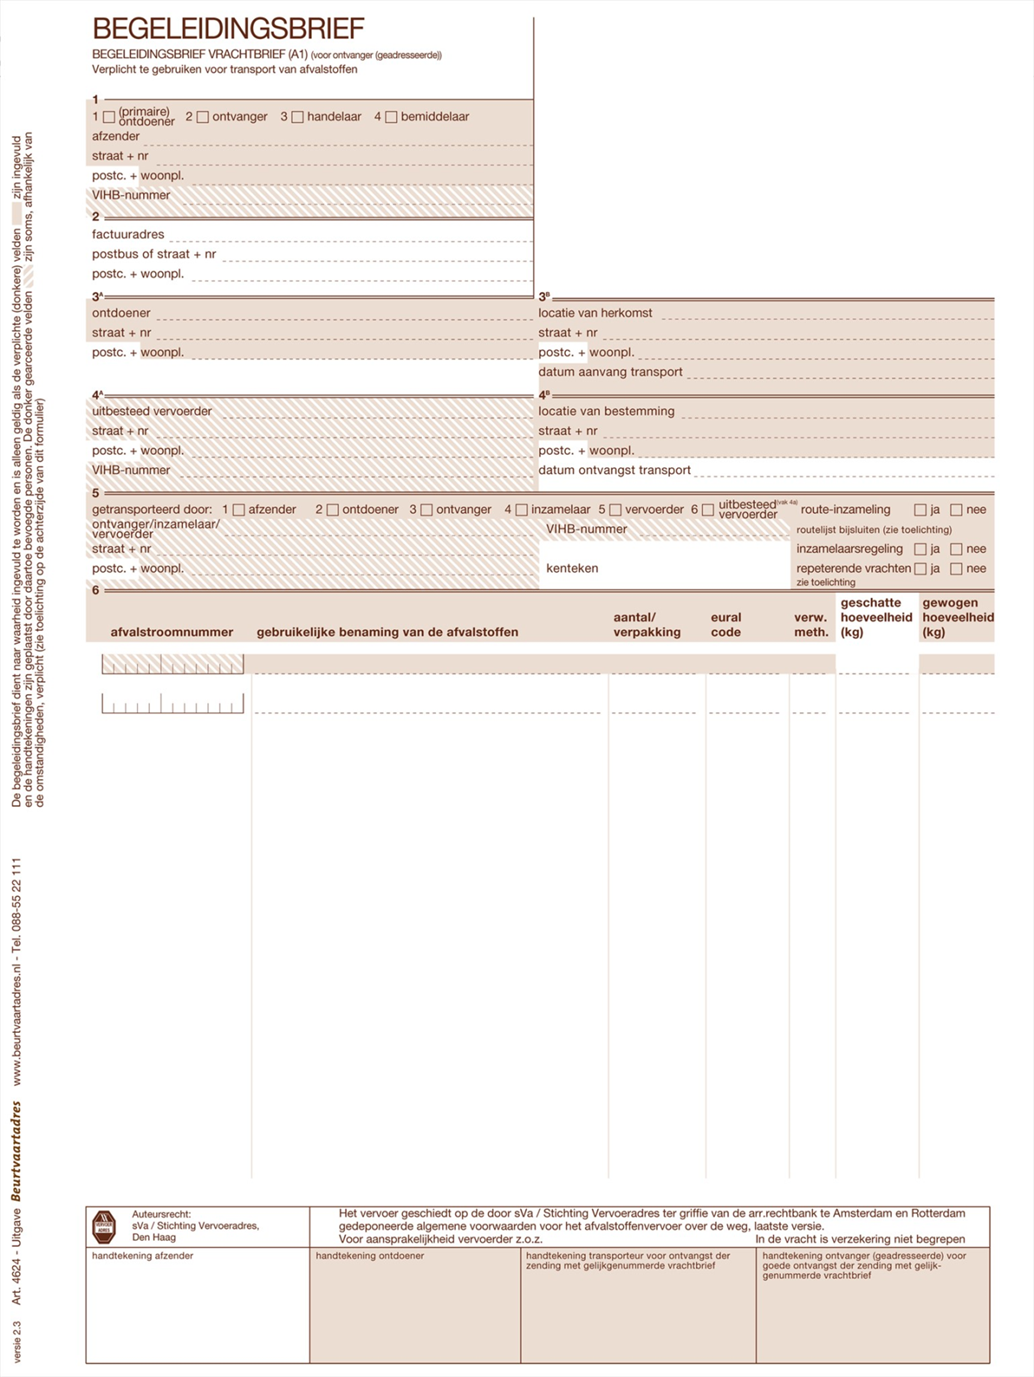 BEGELEIDINGSBRIEF
BEGELEIDINGSBRIEF VRACHTBRIEF (A1) (voor ontvanger (geadresseerde))
Verplicht te gebruiken voor transport van afvalstoffen
1
1 (primaire) ontdoener 2 ontvanger 3 handelaar 4 bemiddelaar
afzender
straat + nr
postc. + woonpl.
VIHB-nummer
2
factuuradres
postbus of straat + nr
postc. + woonpl.
3A
ontdoener
straat + nr
postc. + woonpl.
3B
locatie van herkomst
straat + nr
postc. + woonpl.
datum aanvang transport
4A
uitbesteed vervoerder
straat + nr
postc. + woonpl.
VIHB-nummer
4B
locatie van bestemming
straat + nr
postc. + woonpl.
datum ontvangst transport
5
getransporteerd door: 1 afzender 2 ontdoener 3 ontvanger 4 inzamelaar 5 vervoerder 6 uitbesteed (vak 4a) vervoerder
ontvanger/inzamelaar/
vervoerder
straat + nr
postc. + woonpl.
VIHB-nummer
kenteken
route-inzameling ja nee
routelijst bijsluiten (zie toelichting)
inzamelaarsregeling ja nee
repeterende vrachten ja nee
zie toelichting
6
afvalstroomnummer
gebruikelijke benaming van de afvalstoffen
aantal/
verpakking
eural
code
verw.
meth.
geschatte
hoeveelheid
(kg)
gewogen
hoeveelheid
(kg)
VERVOER
ADRES
Auteursrecht:
sVa / Stichting Vervoeradres,
Den Haag
Het vervoer geschiedt op de door sVa / Stichting Vervoeradres ter griffie van de arr.rechtbank te Amsterdam en Rotterdam
gedeponeerde algemene voorwaarden voor het afvalstoffenvervoer over de weg, laatste versie.
Voor aansprakelijkheid vervoerder z.o.z. In de vracht is verzekering niet begrepen
handtekening afzender
handtekening ontdoener
handtekening transporteur voor ontvangst der
zending met gelijkgenummerde vrachtbrief
handtekening ontvanger (geadresseerde) voor
goede ontvangst der zending met gelijk-
genummerde vrachtbrief
De begeleidingsbrief dient naar waarheid ingevuld te worden en is alleen geldig als de verplichte (donkere) velden zijn ingevuld
en de handtekeningen zijn geplaatst door daartoe bevoegde personen. De donker gearceerde velden zijn soms, afhankelijk van
de omstandigheden, verplicht (zie toelichting op de achterzijde van dit formulier)
versie 2.3 Art. 4624 - Uitgave Beurtvaartadres www.beurtvaartadres.nl - Tel. 088-55 22 111